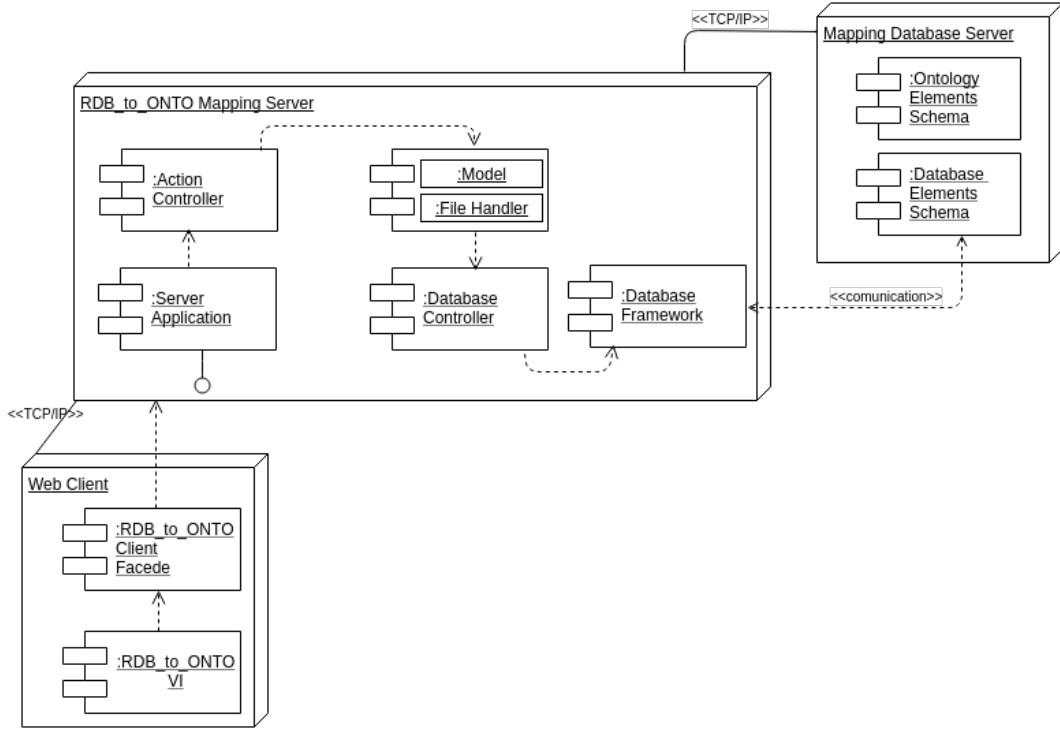 <<TCP/IP>>
Mapping Database Server
:Ontology
Elements
Schema
:Database
Elements
Schema
<<comunication>>
RDB_to_ONTO Mapping Server
:Action
Controller
:Model
:File Handler
:Server
Application
:Database
Controller
:Database
Framework
<<TCP/IP>>
Web Client
:RDB_to_ONTO
Client
Facede
:RDB_to_ONTO
VI